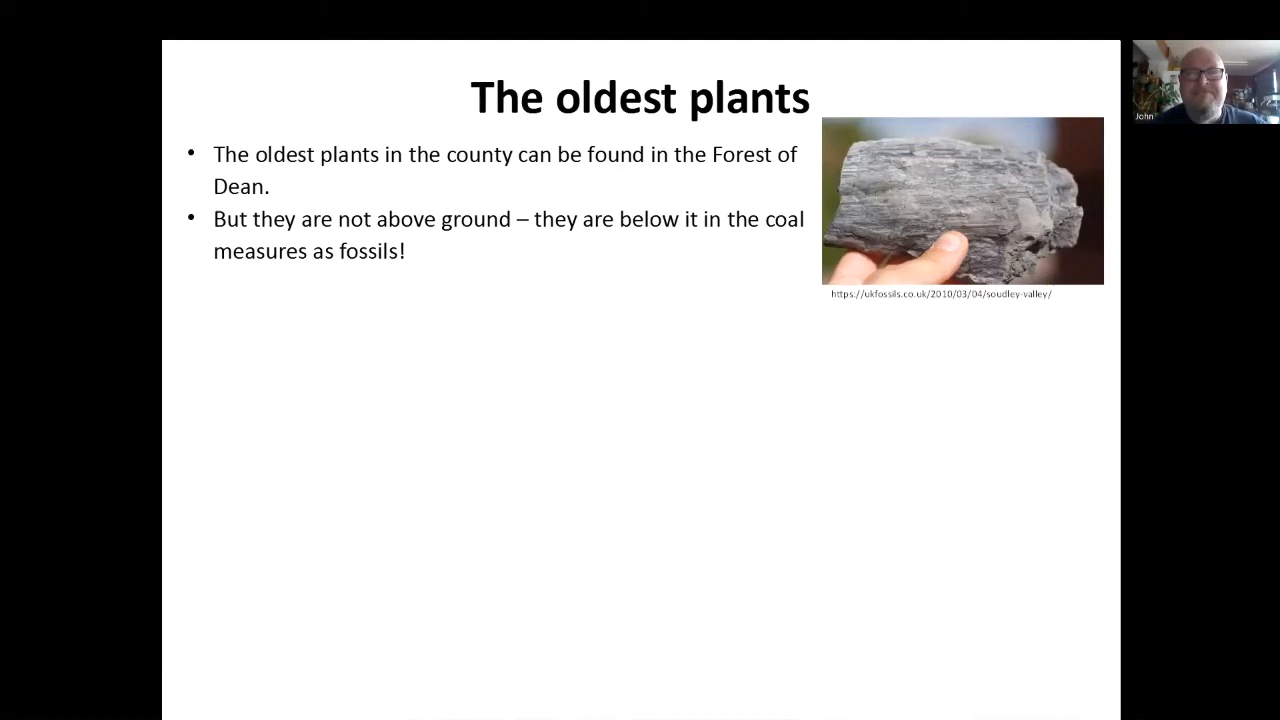 The oldest plants
• The oldest plants in the county can be found in the Forest of
Dean.
• But they are not above ground – they are below it in the coal
measures as fossils!
https://ukfossils.co.uk/2010/03/04/soudley-valley/
John